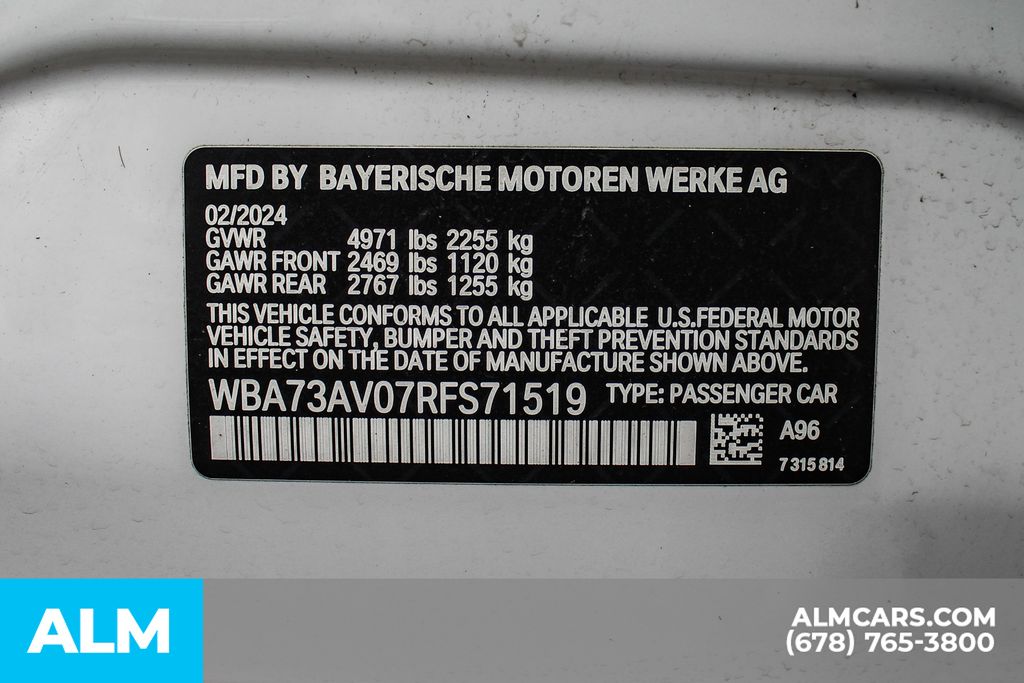 MFD BY BAYERISCHE MOTOREN WERKE AG
02/2024
GVWR 4971 lbs 2255 kg
GAWR FRONT 2469 lbs 1120 kg
GAWR REAR 2767 lbs 1255 kg
THIS VEHICLE CONFORMS TO ALL APPLICABLE U.S.FEDERAL MOTOR
VEHICLE SAFETY, BUMPER AND THEFT PREVENTION STANDARDS
IN EFFECT ON THE DATE OF MANUFACTURE SHOWN ABOVE.
WBA73AV07RFS71519 TYPE: PASSENGER CAR
A96
7 315 814
ALM
ALMCARS.COM
(678) 765-3800